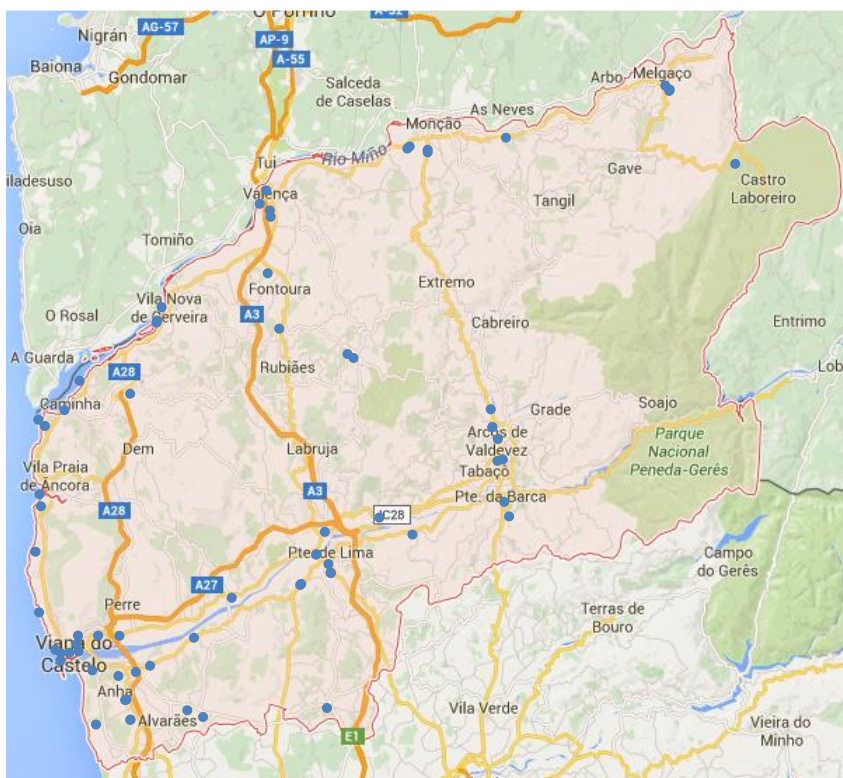 O Porriño
A-52
AG-57
Nigrán
AP-9
A-55
Baiona
Gondomar
Salceda
de Caselas
Arbo
Melgaço
As Neves
Monção
Rio Miño
Tui
Gave
Castro
Laboreiro
iladesuso
Valença
Tangil
Oia
Tomiño
Extremo
Fontoura
Vila Nova
de Cerveira
O Rosal
A3
Cabreiro
Entrimo
A Guarda
A28
Rubiães
Lob
Caminha
Grade
Soajo
Dem
Labruja
Arcos de
Valdevez
Parque
Nacional
Peneda-Gerês
Vila Praia
de Âncora
Tabaçô
A3
Pte. da Barca
A28
IC28
Pte. de Lima
Campo
do Gerês
A27
Perre
Terras de
Bouro
Viana do
Castelo
Anha
Alvarães
Vila Verde
Vieira do
Minho
E1